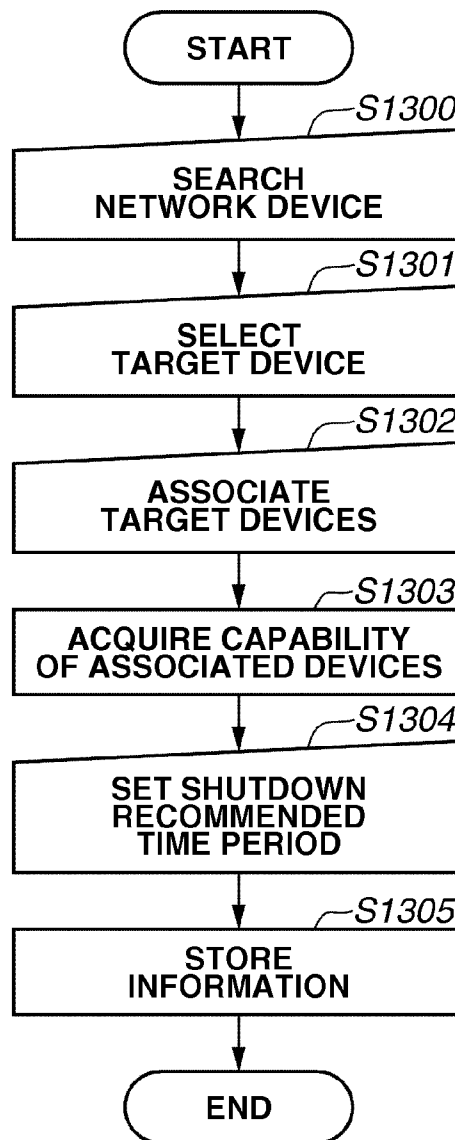 START
S1300
SEARCH
NETWORK DEVICE
S1301
SELECT
TARGET DEVICE
S1302
ASSOCIATE
TARGET DEVICES
S1303
ACQUIRE CAPABILITY
OF ASSOCIATED DEVICES
S1304
SET SHUTDOWN
RECOMMENDED
TIME PERIOD
S1305
STORE
INFORMATION
END